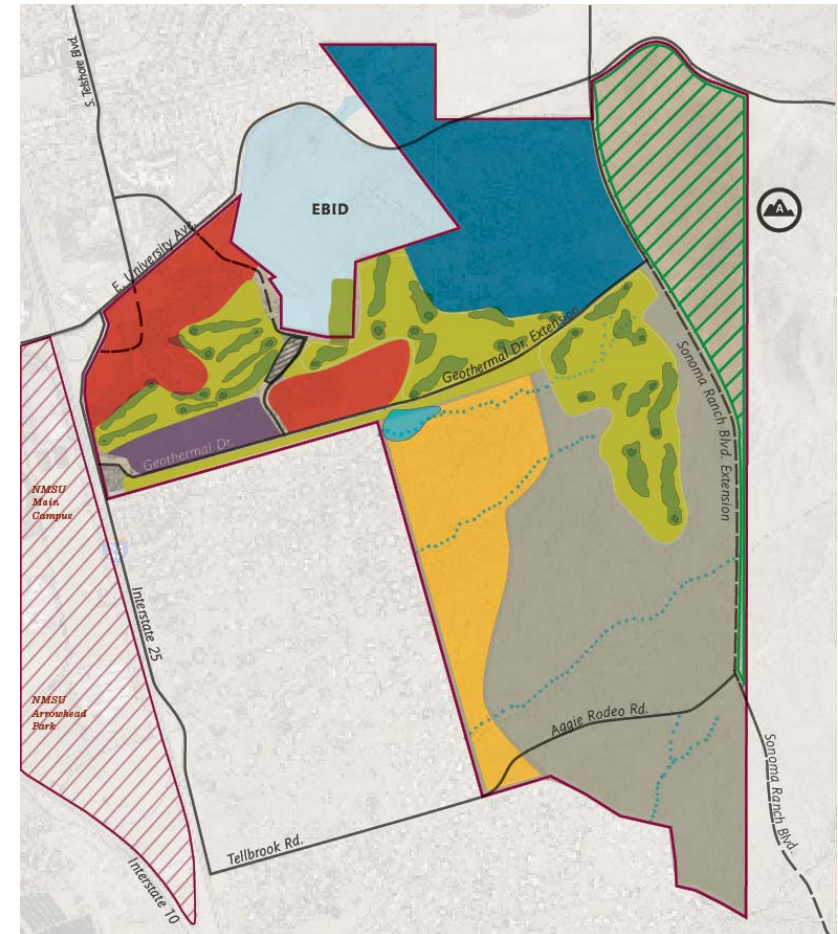 S. Telshore Blvd.
EBID
A
E. University Ave.
Geothermal Dr. Extension
Sonoma Ranch Blvd. Extension
Geothermal Dr.
NMSU
Main
Campus
Interstate 25
NMSU
Arrowhead
Park
Aggie Rodeo Rd.
Sonoma Ranch Blvd.
Tellbrook Rd.
Interstate 10